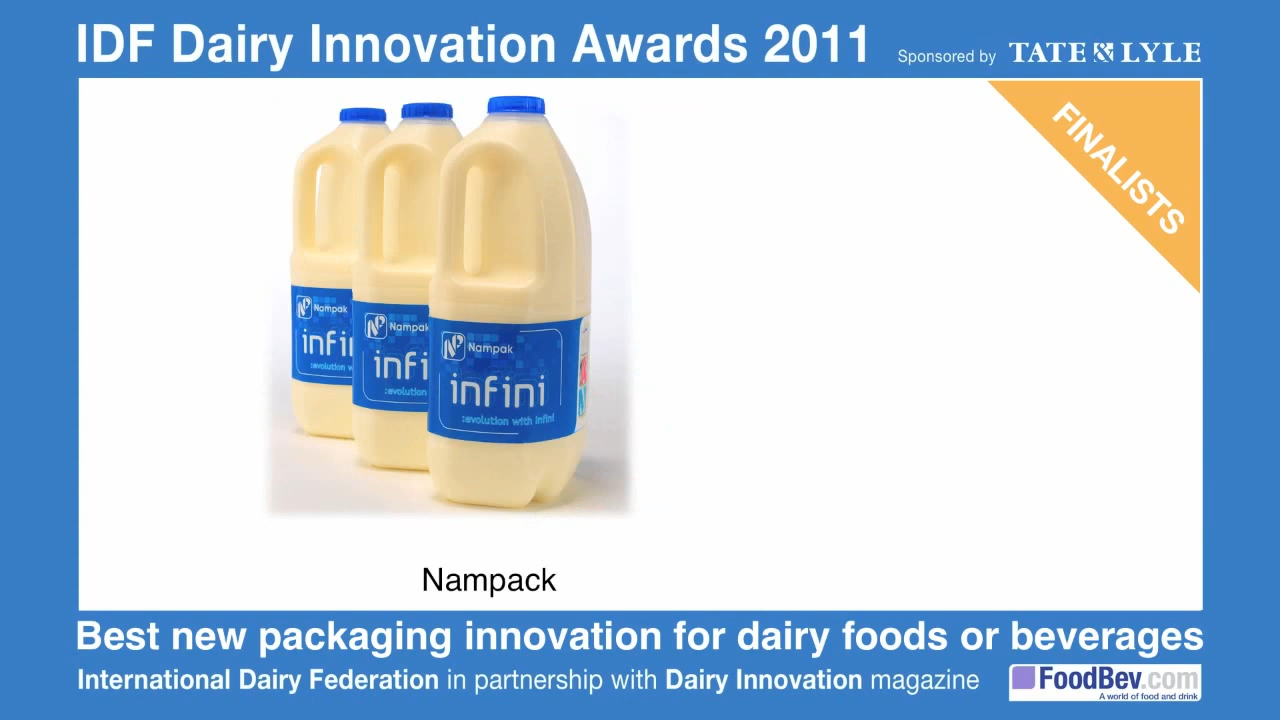 IDF Dairy Innovation Awards 2011
Sponsored by TATE & LYLE
FINALISTS
Nampak
infi
:evolution w
Nampak
infi
:evolution
Nampak
infini
:evolution with infini
Nampack
Best new packaging innovation for dairy foods or beverages
International Dairy Federation in partnership with Dairy Innovation magazine
FoodBev.com
A world of food and drink